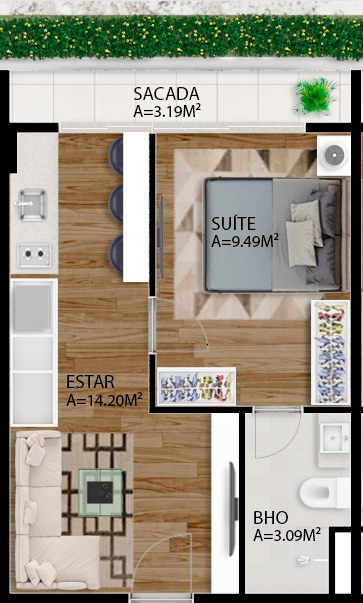 SACADA
A=3.19M²
SUÍTE
A=9.49M²
ESTAR
A=14.20M²
BHO
A=3.09M²